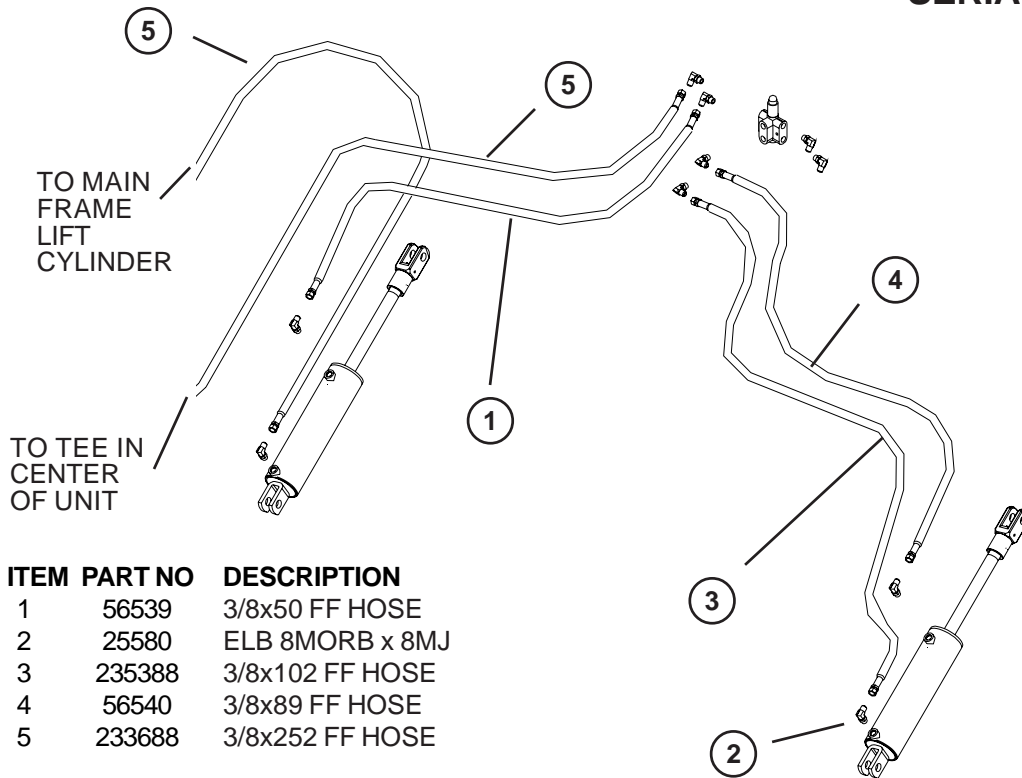 5
5
TO MAIN
FRAME
LIFT
CYLINDER
4
1
TO TEE IN
CENTER
OF UNIT
3
2
ITEM PART NO DESCRIPTION
1 56539 3/8x50 FF HOSE
2 25580 ELB 8MORB x 8MJ
3 235388 3/8x102 FF HOSE
4 56540 3/8x89 FF HOSE
5 233688 3/8x252 FF HOSE